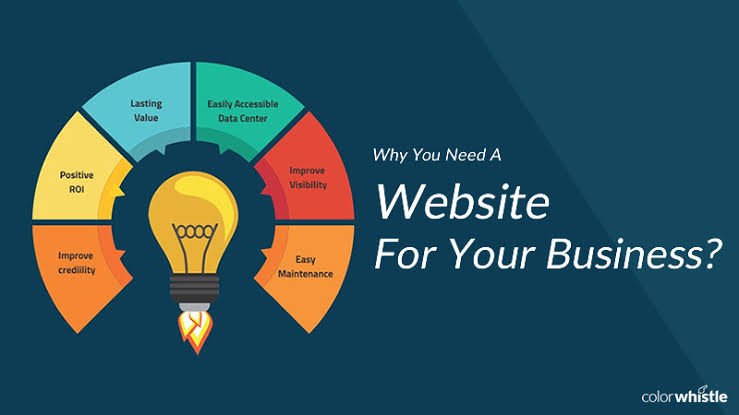 Lasting
Value
Easily Accessible
Data Center
Positive
ROI
Improve
Visibility
Improve
crediility
Easy
Maintenance
Why You Need A
Website
For Your Business?
colorwhistle